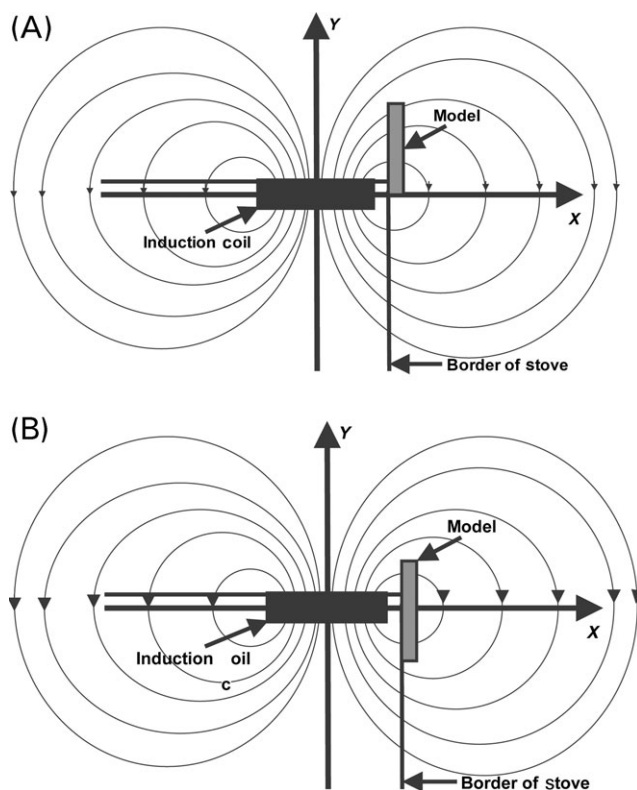 (A)
Y
Model
Induction coil
X
Border of stove
(B)
Y
Model
X
Induction oil
c
Border of stove